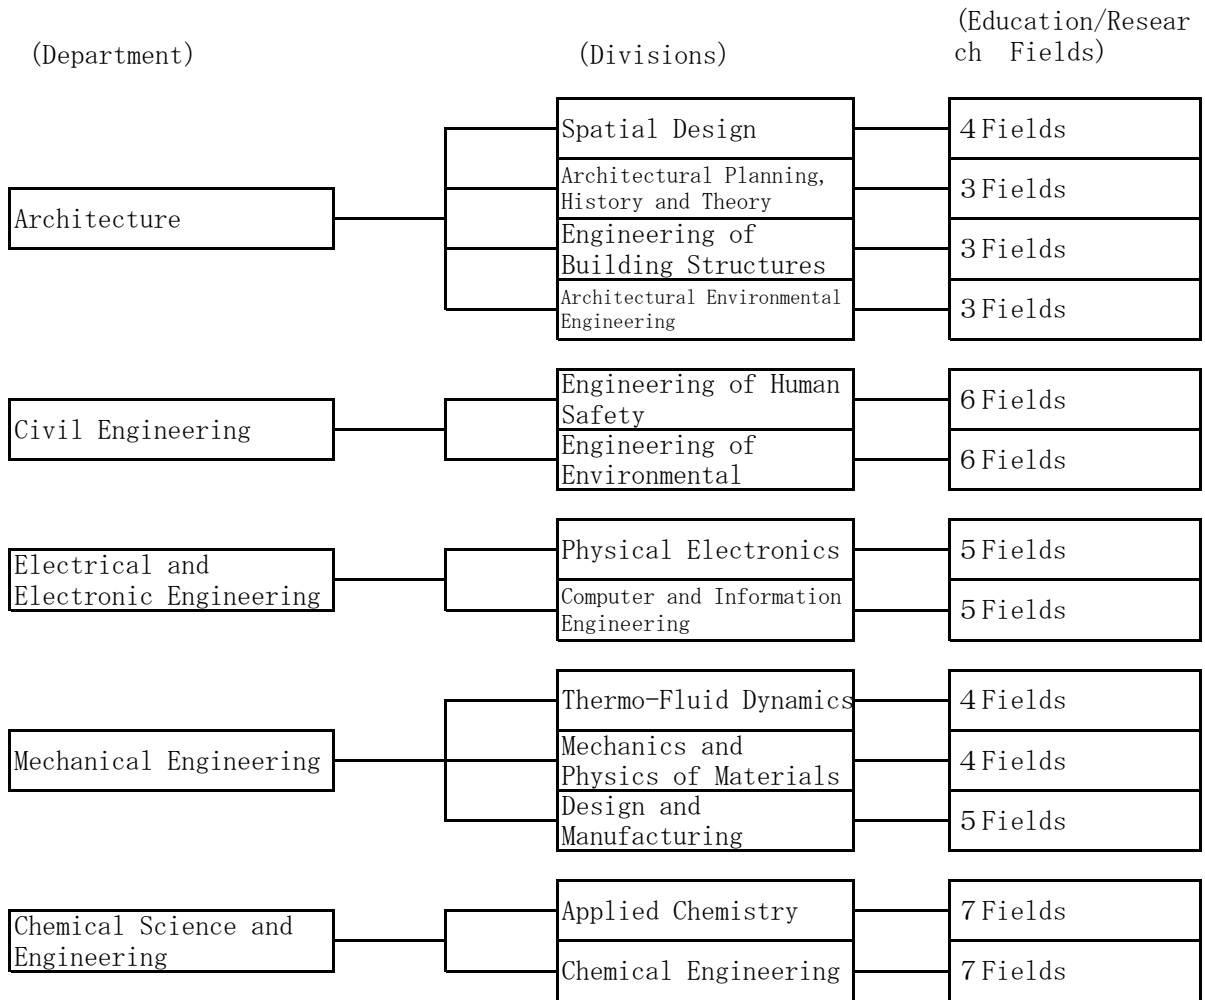 (Department)
(Divisions)
(Education/Resear
ch Fields)
Architecture
Spatial Design
4 Fields
Architectural Planning,
History and Theory
3 Fields
Engineering of
Building Structures
3 Fields
Architectural Environmental
Engineering
3 Fields
Civil Engineering
Engineering of Human
Safety
6 Fields
Engineering of
Environmental
6 Fields
Electrical and
Electronic Engineering
Physical Electronics
5 Fields
Computer and Information
Engineering
5 Fields
Mechanical Engineering
Thermo-Fluid Dynamics
4 Fields
Mechanics and
Physics of Materials
4 Fields
Design and
Manufacturing
5 Fields
Chemical Science and
Engineering
Applied Chemistry
7 Fields
Chemical Engineering
7 Fields